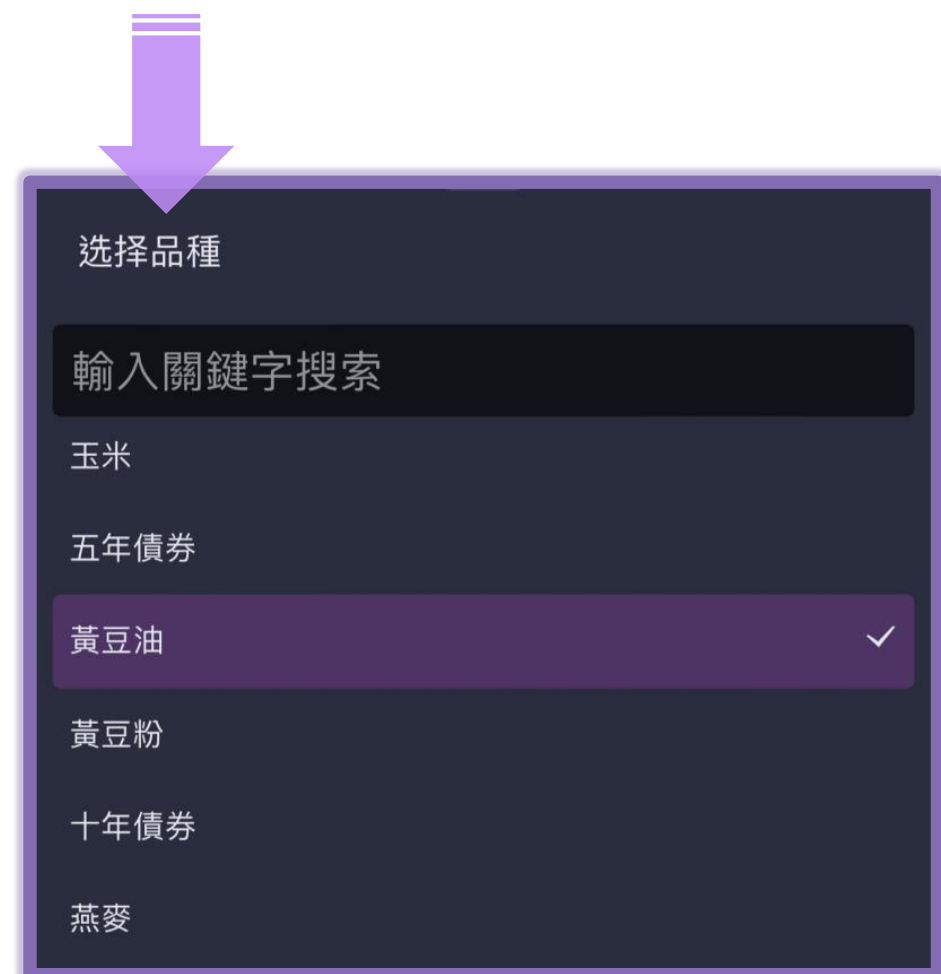 选择品種
輸入關鍵字搜索
玉米
五年債券
黃豆油
黃豆粉
十年債券
燕麥